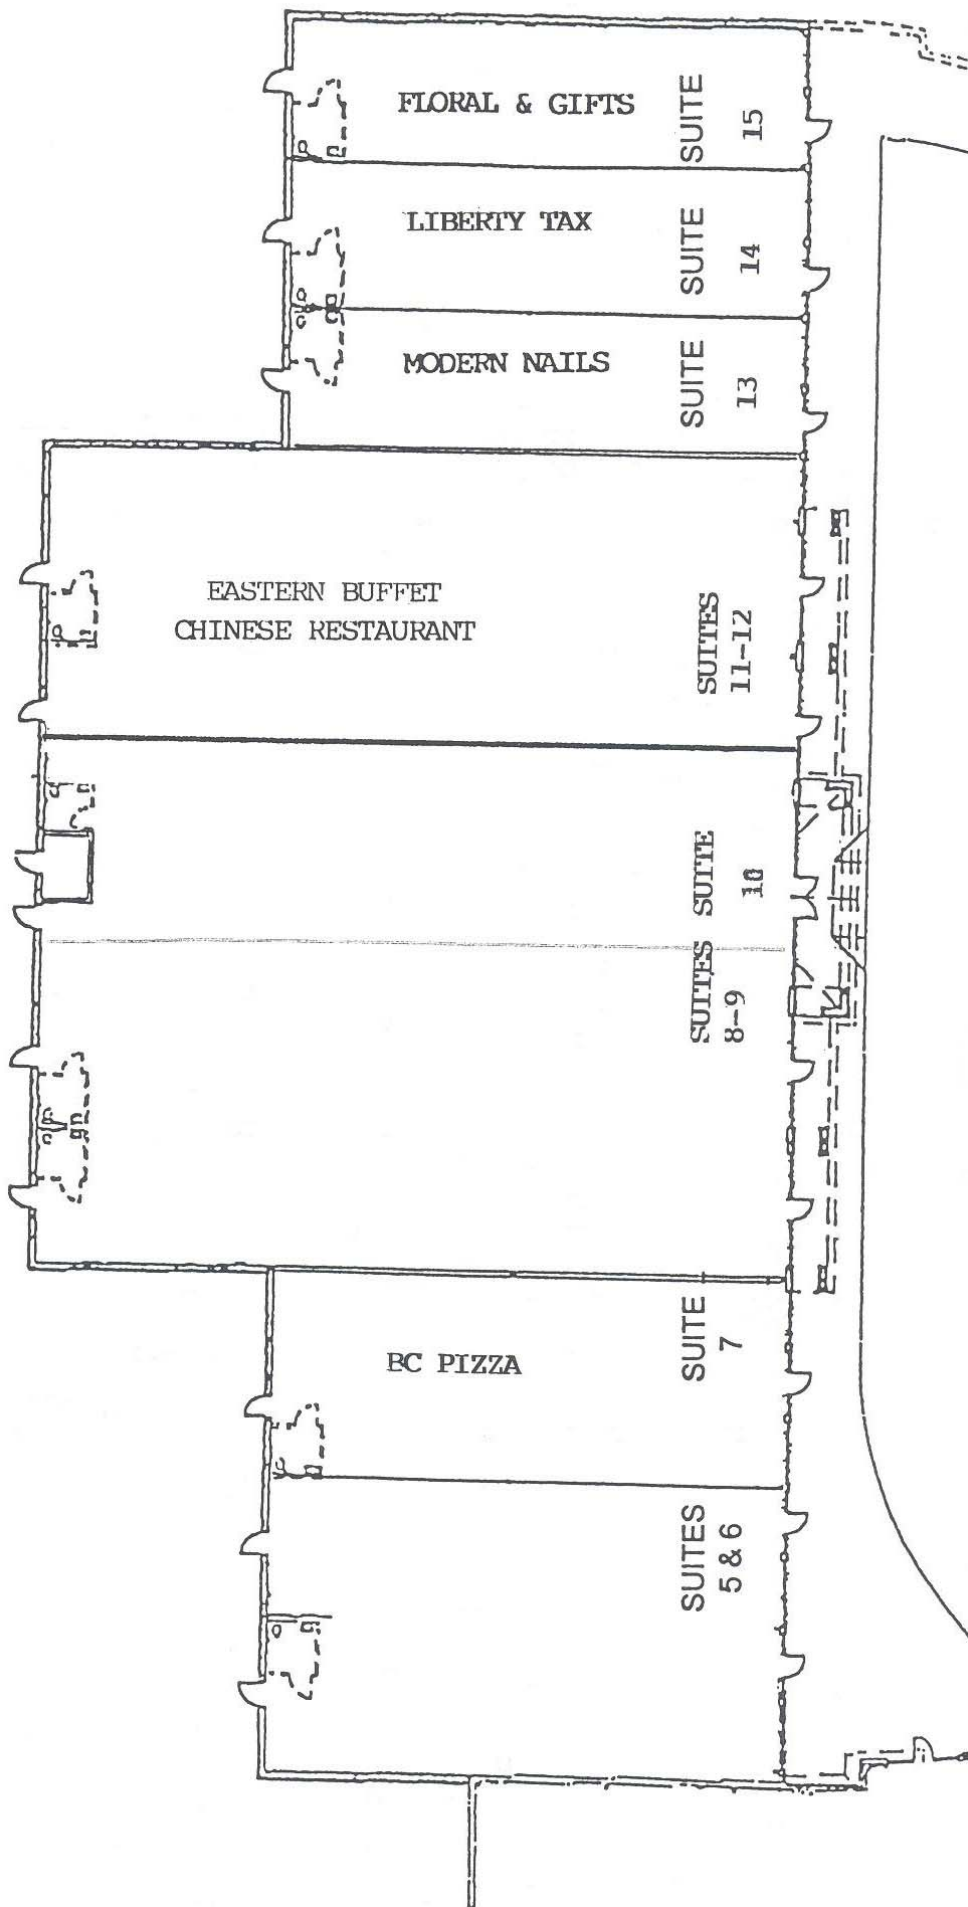 FLORAL & GIFTS
SUITE
15
LIBERTY TAX
SUITE
14
MODERN NAILS
SUITE
13
EASTERN BUFFET
CHINESE RESTAURANT
SUITES
11-12
SUITE
10
SUITES
8-9
BC PIZZA
SUITE
7
SUITES
5 & 6